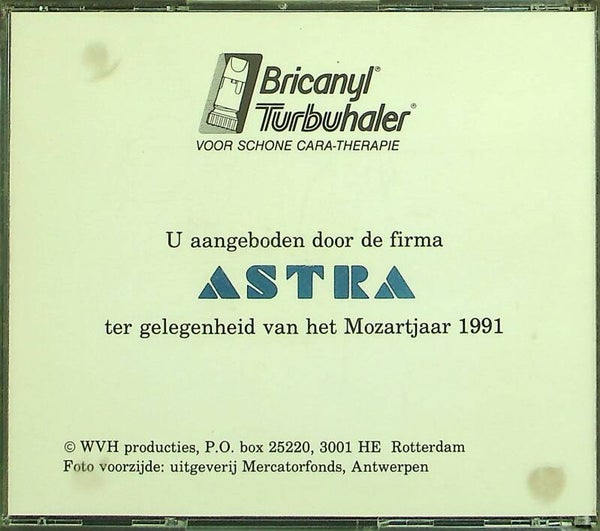 Bricanyl®
Turbuhaler®
VOOR SCHONE CARA-THERAPIE
U aangeboden door de firma
ASTRA
ter gelegenheid van het Mozartjaar 1991
© WVH producties, P.O. box 25220, 3001 HE Rotterdam
Foto voorzijde: uitgeverij Mercatorfonds, Antwerpen